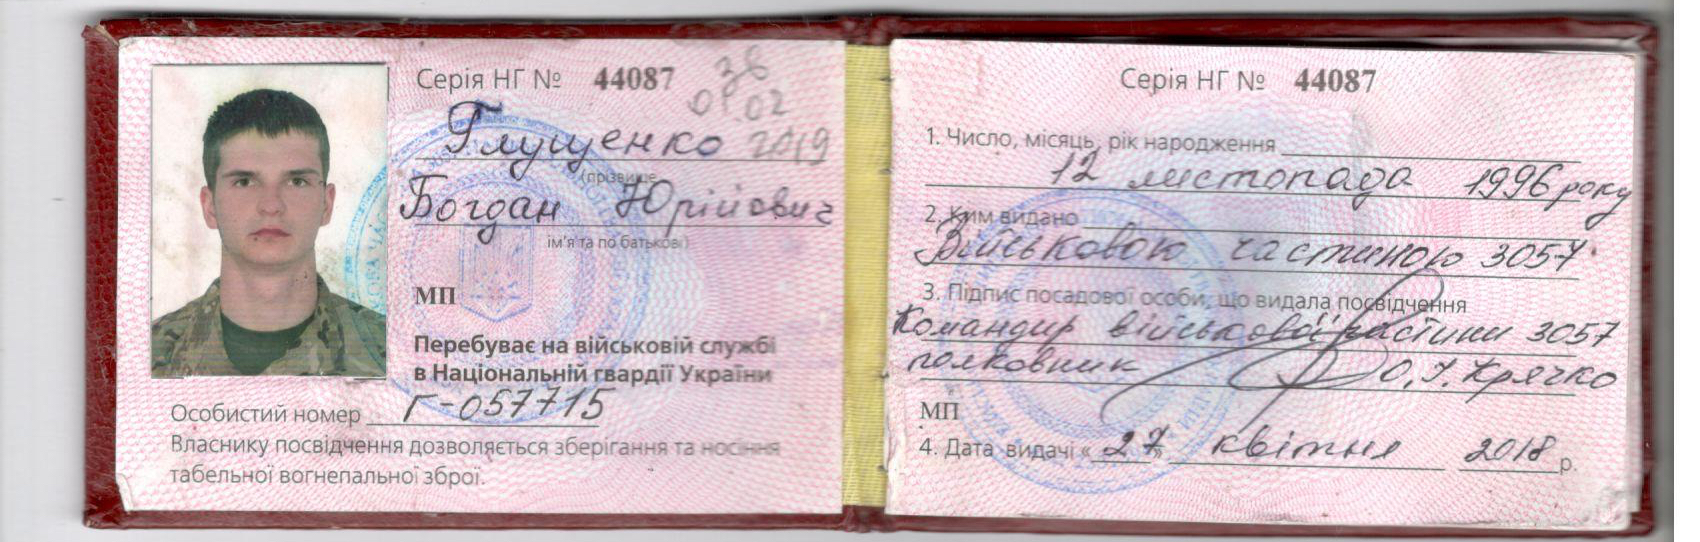 Серія НГ № 44087
36
01 02
2019
Глущенко
(прізвище
Богдан Юрійович
ім'я та по батькові)
МП
Перебуває на військовій службі
в Національній гвардії України
Особистий номер Г-057715
Власнику посвідчення дозволяється зберігання та носіння
табельної вогнепальної зброї.
Серія НГ № 44087
1. Число, місяць, рік народження
12 листопада 1996 року
2. Ким видано
Військовою частиною 3057
3. Підпис посадової особи, що видала посвідчення
Командир військової частини 3057
полковник О.І. Крячко
МП
4. Дата видачі « 27 » квітня 2018 р.